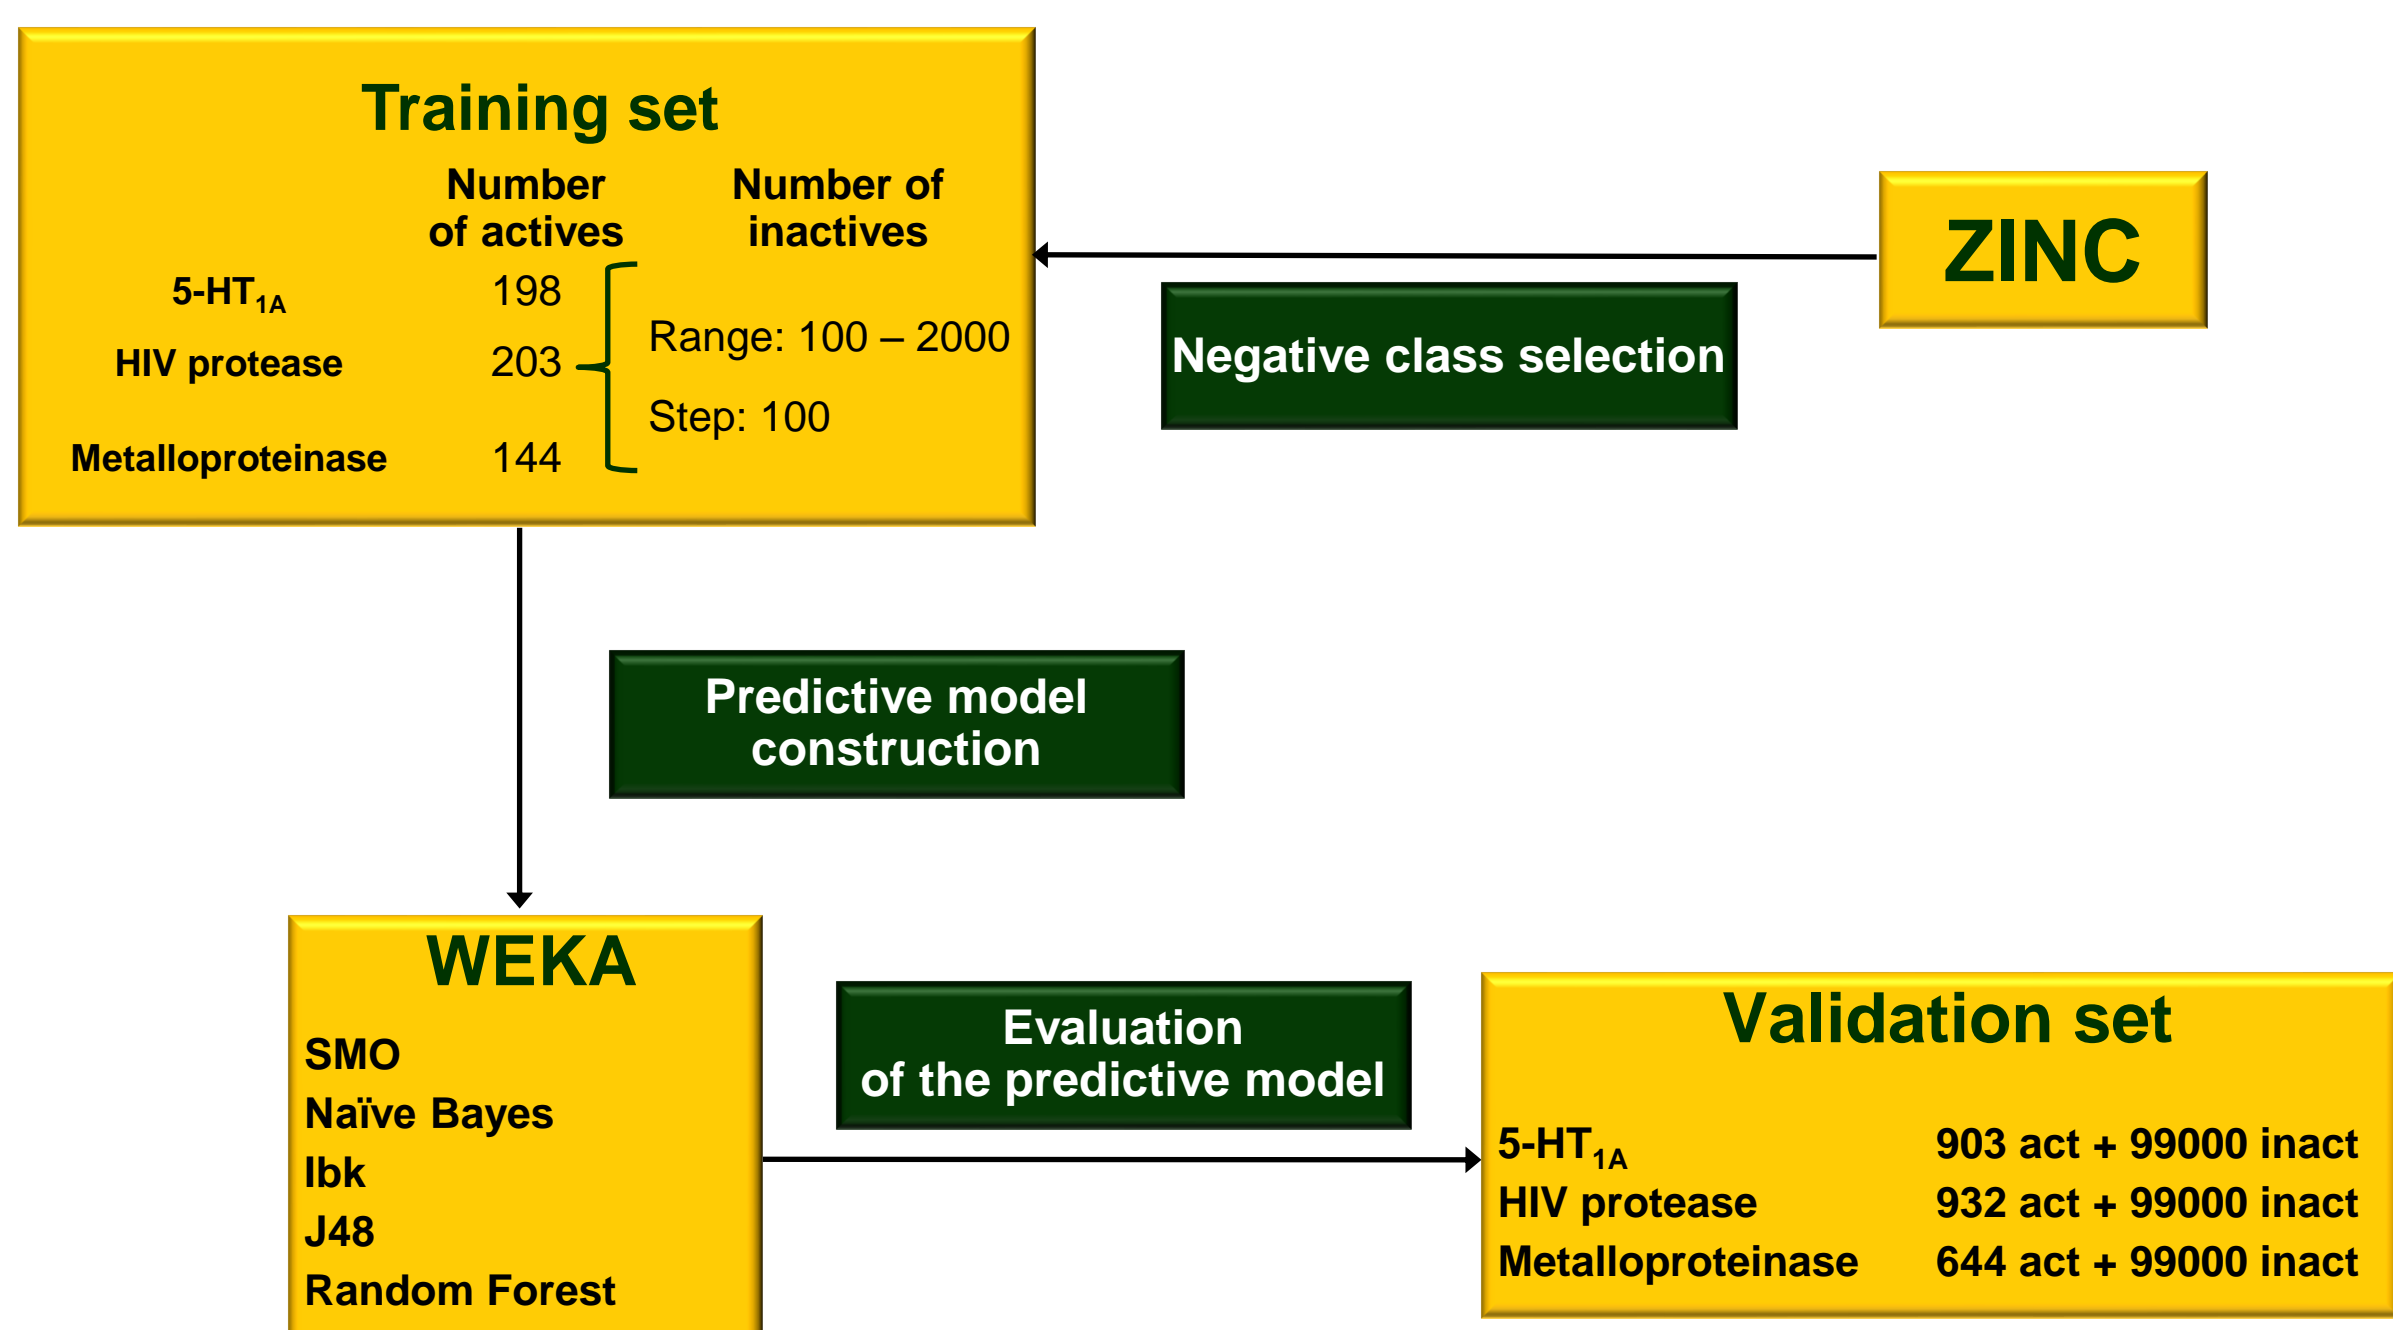 Training set
Number
of actives
Number of
inactives
5-HT1A
198
HIV protease
203
Metalloproteinase
144
Range: 100 – 2000
Step: 100
ZINC
Negative class selection
Predictive model
construction
WEKA
SMO
Naïve Bayes
Ibk
J48
Random Forest
Evaluation
of the predictive model
Validation set
5-HT1A 903 act + 99000 inact
HIV protease 932 act + 99000 inact
Metalloproteinase 644 act + 99000 inact